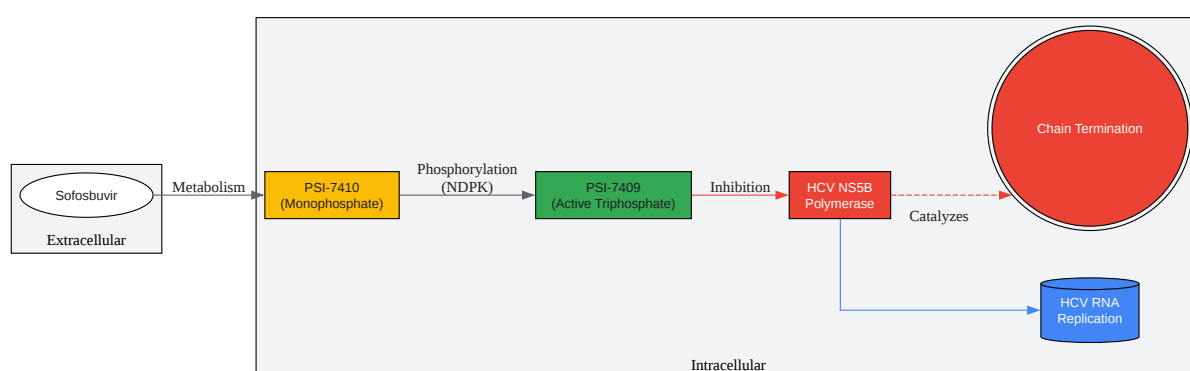 Sofosbuvir
Extracellular
Metabolism
PSI-7410
(Monophosphate)
Phosphorylation
(NDPK)
PSI-7409
(Active Triphosphate)
Inhibition
HCV NS5B
Polymerase
Catalyzes
Chain Termination
HCV RNA
Replication
Intracellular